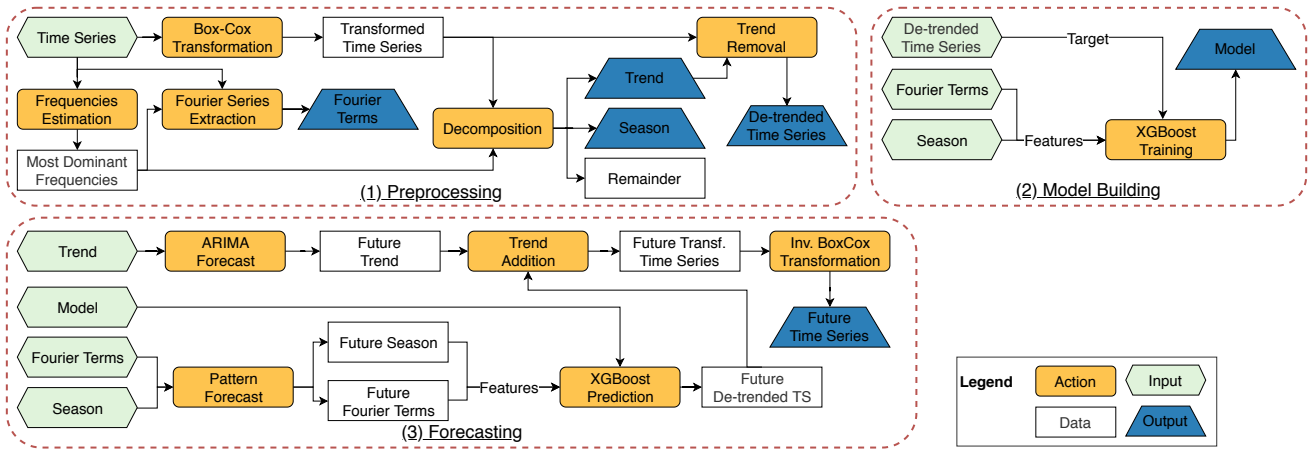 Time Series
Box-Cox
Transformation
Transformed
Time Series
Trend
Removal
Frequencies
Estimation
Fourier Series
Extraction
Fourier
Terms
Trend
Decomposition
Season
De-trended
Time Series
Most Dominant
Frequencies
Remainder
(1) Preprocessing
De-trended
Time Series
Target
Model
Fourier Terms
Season
Features
XGBoost
Training
(2) Model Building
Trend
ARIMA
Forecast
Future
Trend
Trend
Addition
Future Transf.
Time Series
Inv. BoxCox
Transformation
Model
Future
Time Series
Fourier Terms
Future Season
Season
Pattern
Forecast
Future
Fourier Terms
Features
XGBoost
Prediction
Future
De-trended TS
(3) Forecasting
Legend
Action
Input
Data
Output